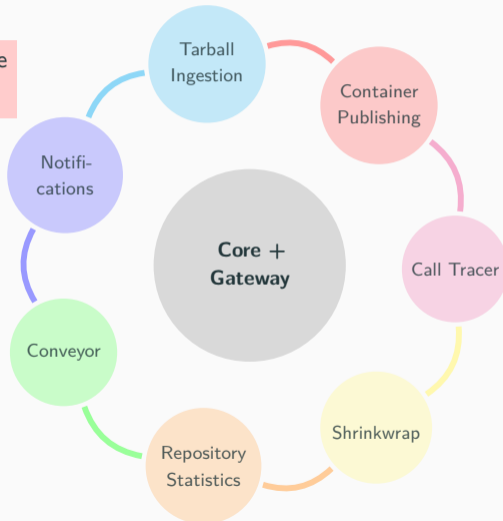 e
Tarball
Ingestion
Container
Publishing
Notifi-
cations
Core +
Gateway
Call Tracer
Conveyor
Shrinkwrap
Repository
Statistics